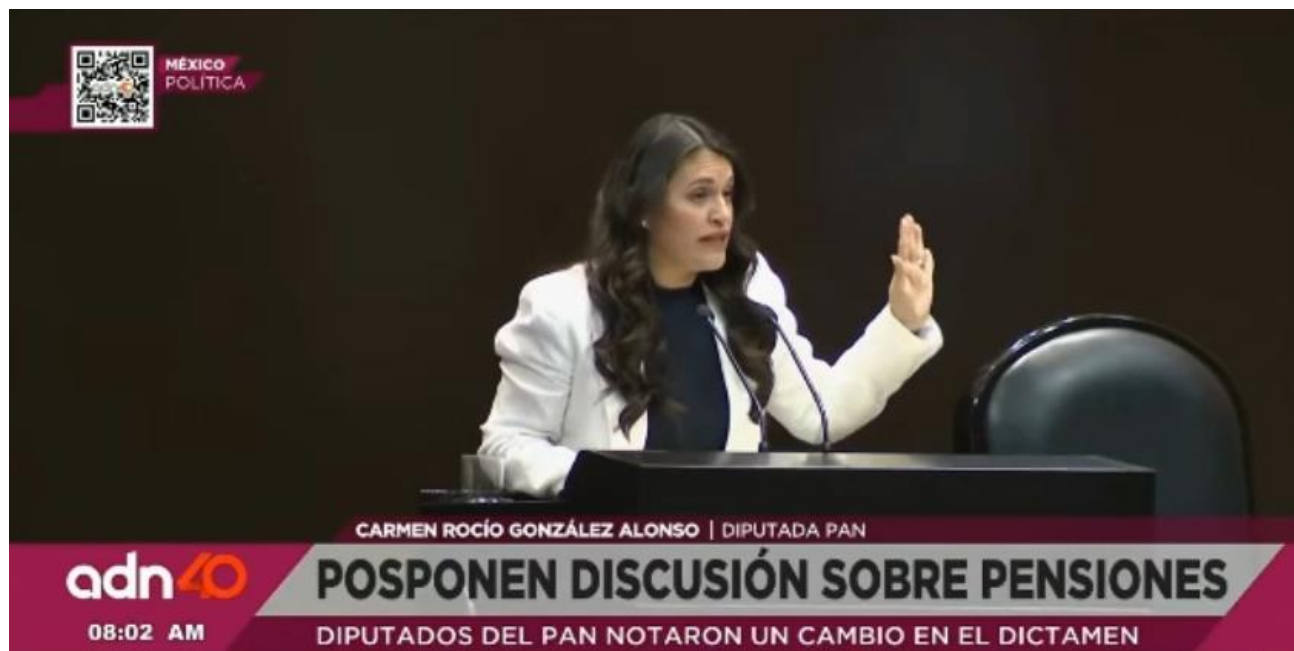 MÉXICO
POLÍTICA
CARMEN ROCÍO GONZÁLEZ ALONSO | DIPUTADA PAN
adn40
POSPONEN DISCUSIÓN SOBRE PENSIONES
08:02 AM
DIPUTADOS DEL PAN NOTARON UN CAMBIO EN EL DICTAMEN